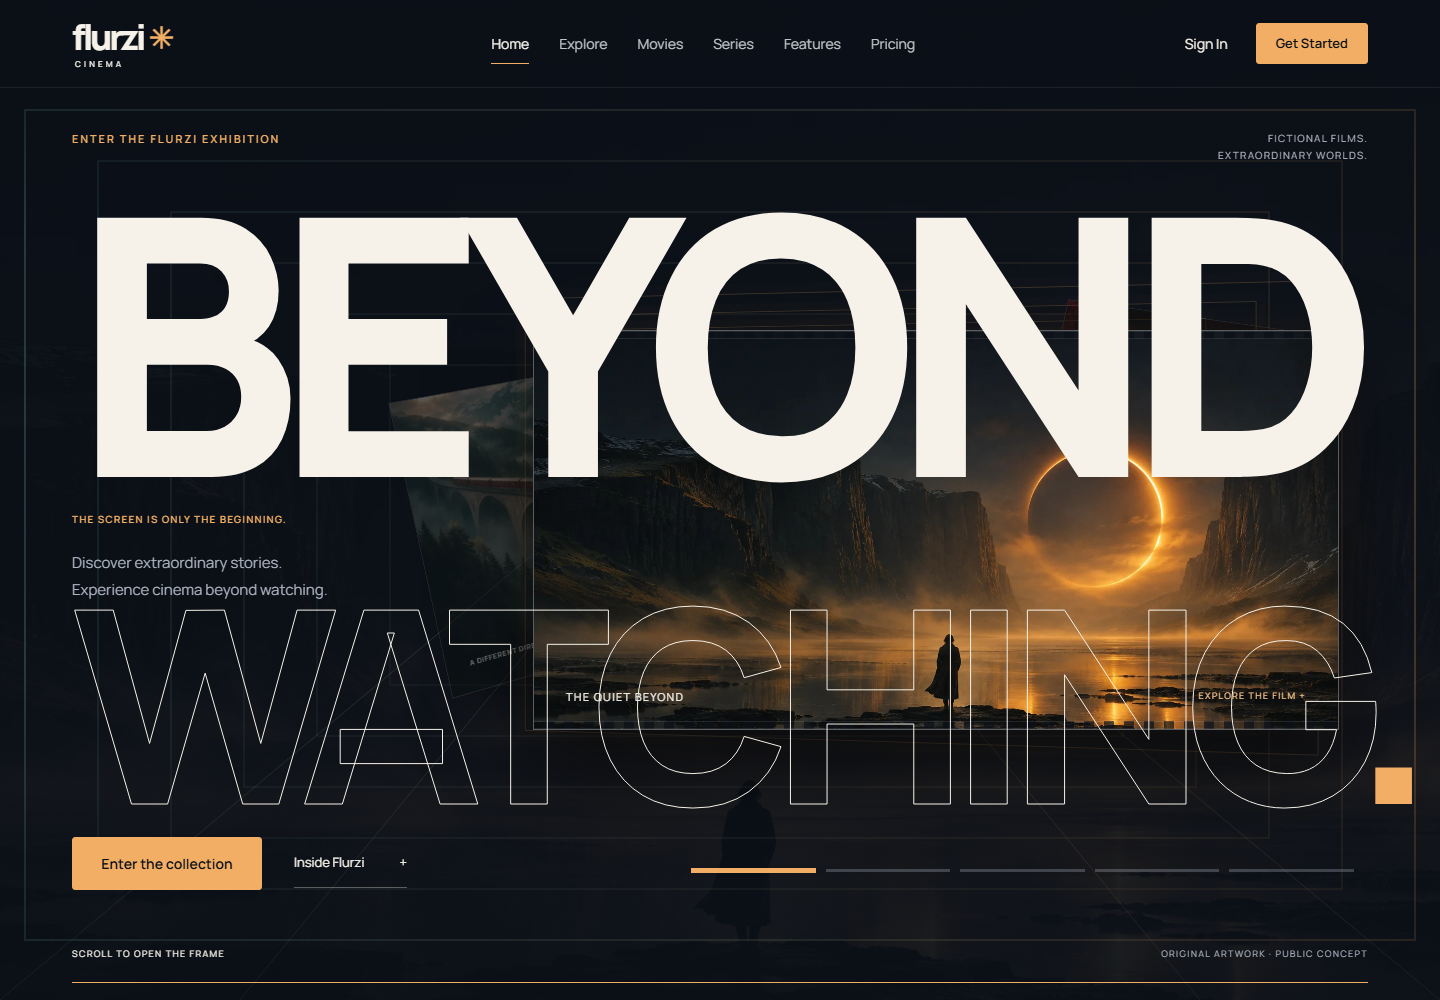 flurzi
CINEMA
Home
Explore
Movies
Series
Features
Pricing
Sign In
Get Started
ENTER THE FLURZI EXHIBITION
FICTIONAL FILMS.
EXTRAORDINARY WORLDS.
BEYOND
THE SCREEN IS ONLY THE BEGINNING.
Discover extraordinary stories.
Experience cinema beyond watching.
WATCHING.
A DIFFERENT
THE QUIET BEYOND
EXPLORE THE FILM +
Enter the collection
Inside Flurzi +
SCROLL TO OPEN THE FRAME
ORIGINAL ARTWORK · PUBLIC CONCEPT